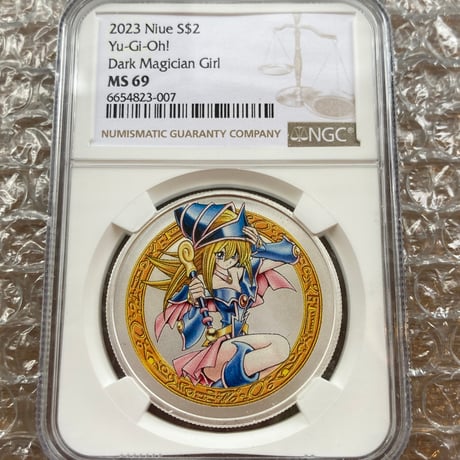 2023 Niue S$2
Yu-Gi-Oh!
Dark Magician Girl
MS 69
6654823-007
NUMISMATIC GUARANTY COMPANY
NGC®